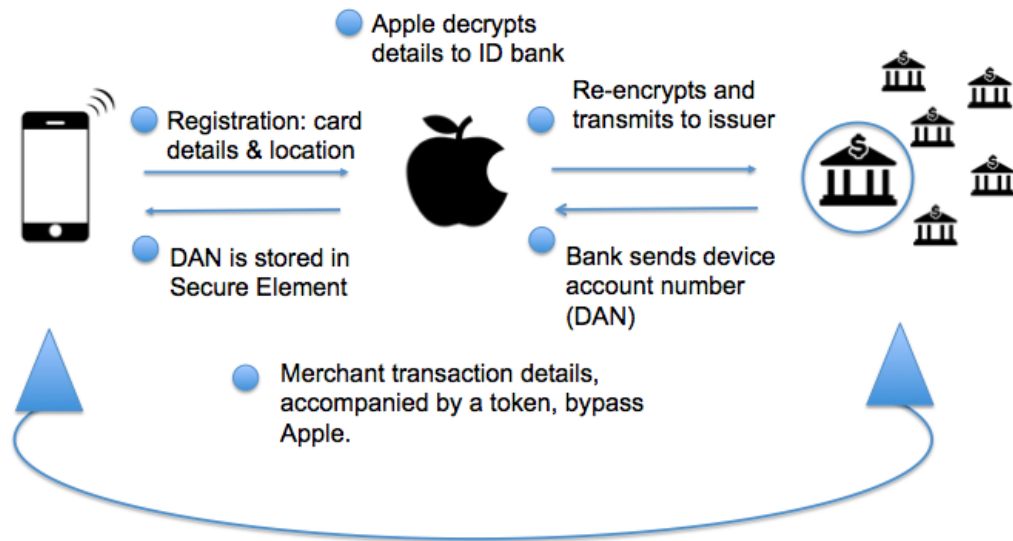 Apple decrypts
details to ID bank
Registration: card
details & location
Re-encrypts and
transmits to issuer
DAN is stored in
Secure Element
Bank sends device
account number
(DAN)
Merchant transaction details,
accompanied by a token, bypass
Apple.
$
$
$
$
$
$